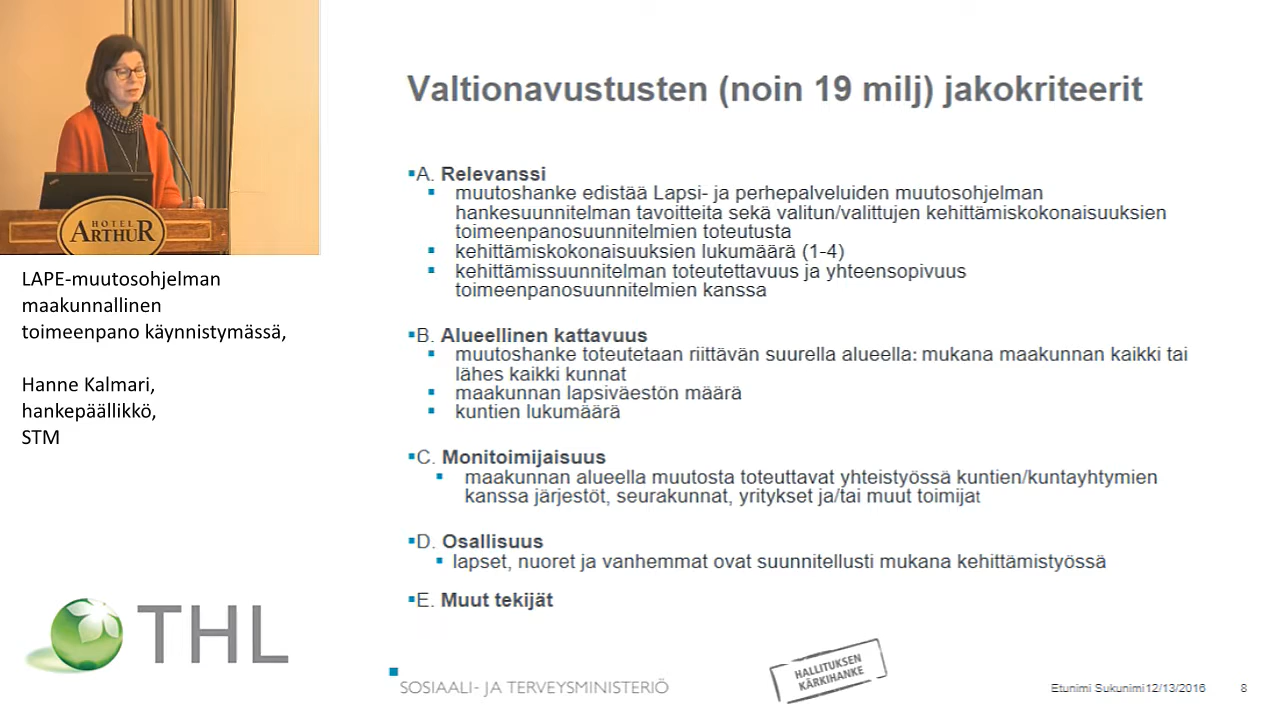 HOTEL
ARTHUR
LAPE-muutosohjelman
maakunnallinen
toimeenpano käynnistymässä,
Hanne Kalmari,
hankepäällikkö,
STM
THL
Valtionavustusten (noin 19 milj) jakokriteerit
A. Relevanssi
muutoshanke edistää Lapsi- ja perhepalveluiden muutosohjelman
hankesuunnitelman tavoitteita sekä valitun/valittujen kehittämiskokonaisuuksien
toimeenpanosuunnitelmien toteutusta
kehittämiskokonaisuuksien lukumäärä (1-4)
kehittämissuunnitelman toteutettavuus ja yhteensopivuus
toimeenpanosuunnitelmien kanssa
B. Alueellinen kattavuus
muutoshanke toteutetaan riittävän suurella alueella: mukana maakunnan kaikki tai
lähes kaikki kunnat
maakunnan lapsiväestön määrä
kuntien lukumäärä
C. Monitoimijaisuus
maakunnan alueella muutosta toteuttavat yhteistyössä kuntien/kuntayhtymien
kanssa järjestöt, seurakunnat, yritykset ja/tai muut toimijat
D. Osallisuus
lapset, nuoret ja vanhemmat ovat suunnitellusti mukana kehittämistyössä
E. Muut tekijät
SOSIAALI- JA TERVEYSMINISTERIÖ
HALLITUKSEN
KÄRKIHANKE
Etunimi Sukunimi 12/13/2016 8